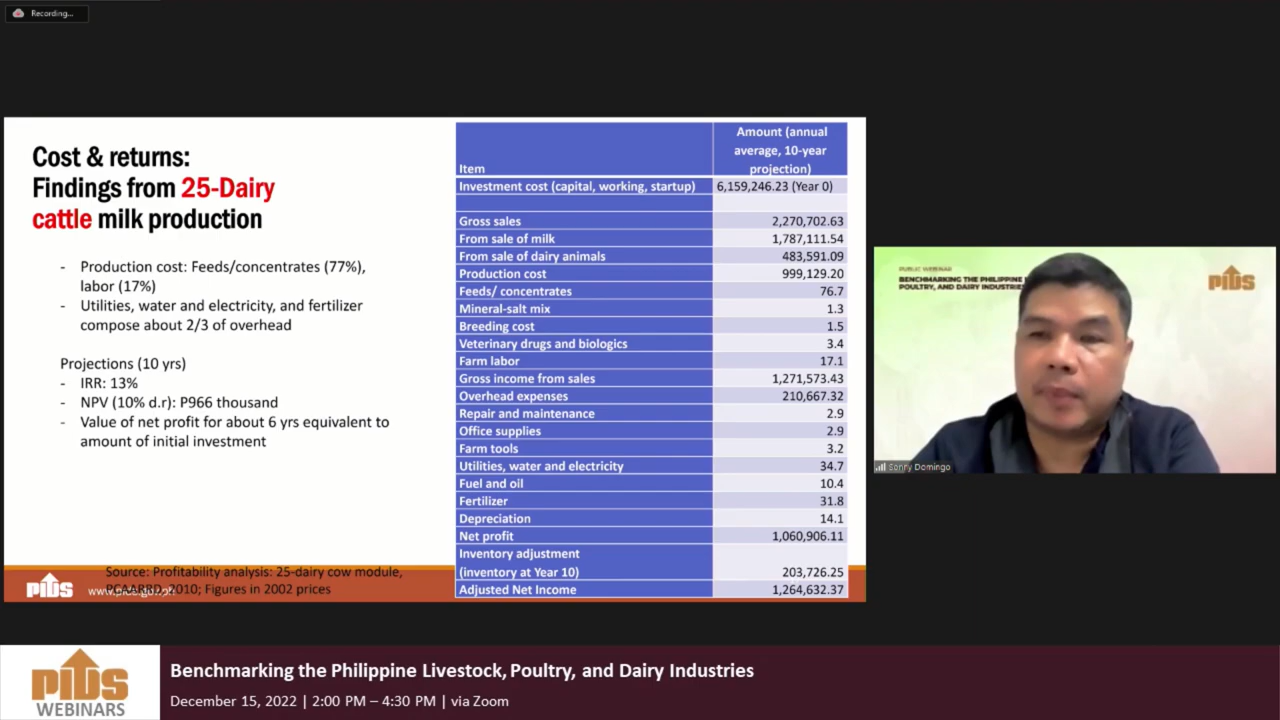 Recording...
Cost & returns:
Findings from 25-Dairy
cattle milk production
- Production cost: Feeds/concentrates (77%),
labor (17%)
- Utilities, water and electricity, and fertilizer
compose about 2/3 of overhead
Projections (10 yrs)
- IRR: 13%
- NPV (10% d.r): P966 thousand
- Value of net profit for about 6 yrs equivalent to
amount of initial investment
Source: Profitability analysis: 25-dairy cow module,
2010; Figures in 2002 prices
PIDS
Item Amount (annual
average, 10-year
projection)
Investment cost (capital, working, startup) 6,159,246.23 (Year 0)
Gross sales 2,270,702.63
From sale of milk 1,787,111.54
From sale of dairy animals 483,591.09
Production cost 999,129.20
Feeds/ concentrates 76.7
Mineral-salt mix 1.3
Breeding cost 1.5
Veterinary drugs and biologics 3.4
Farm labor 17.1
Gross income from sales 1,271,573.43
Overhead expenses 210,667.32
Repair and maintenance 2.9
Office supplies 2.9
Farm tools 3.2
Utilities, water and electricity 34.7
Fuel and oil 10.4
Fertilizer 31.8
Depreciation 14.1
Net profit 1,060,906.11
Inventory adjustment
(inventory at Year 10) 203,726.25
Adjusted Net Income 1,264,632.37
PUBLIC WEBINAR
BENCHMARKING THE PHILIPPINE
POULTRY, AND DAIRY INDUSTRIES
PIDS
Sonny Domingo
PIDS
WEBINARS
Benchmarking the Philippine Livestock, Poultry, and Dairy Industries
December 15, 2022 | 2:00 PM – 4:30 PM | via Zoom